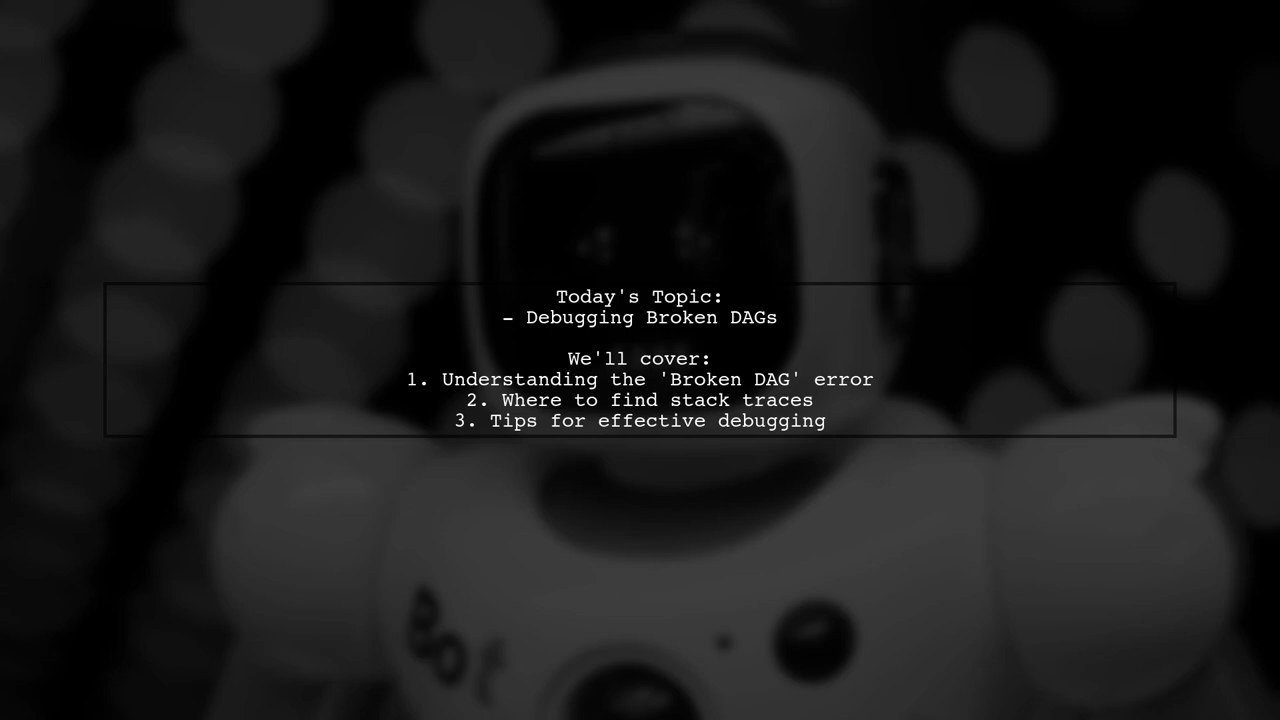 Today's Topic:
- Debugging Broken DAGs
We'll cover:
1. Understanding the 'Broken DAG' error
2. Where to find stack traces
3. Tips for effective debugging
Bot